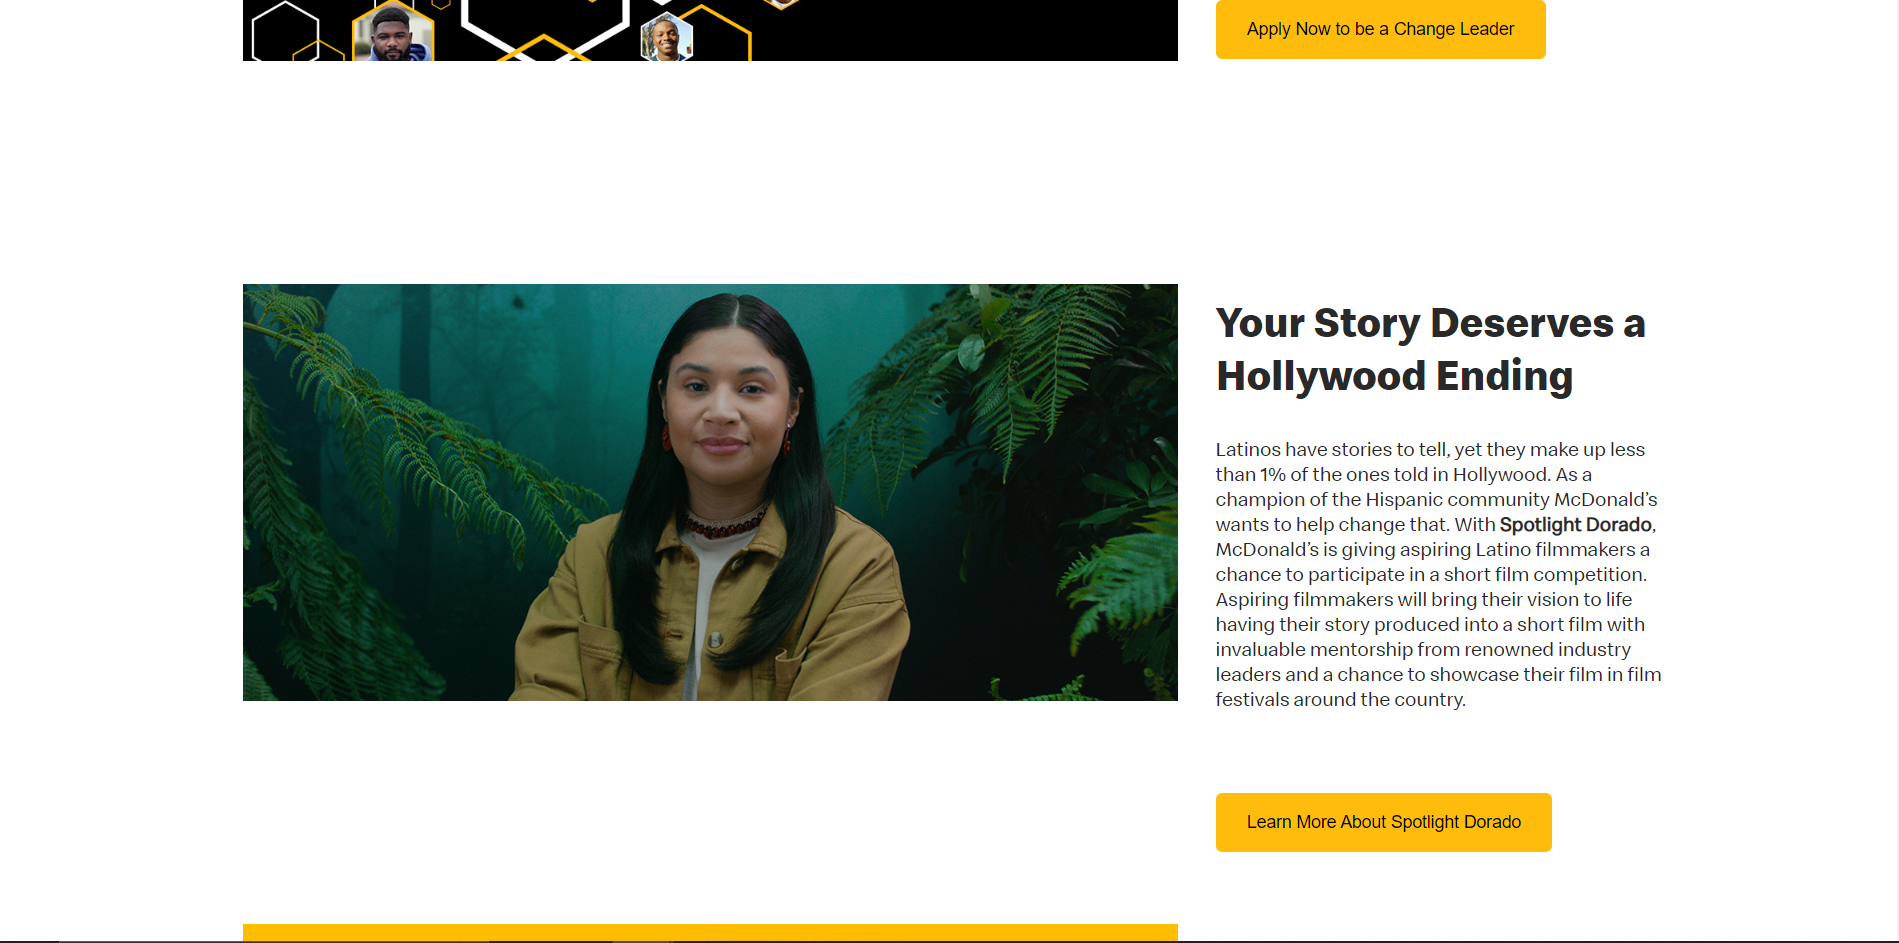 Apply Now to be a Change Leader
Your Story Deserves a
Hollywood Ending
Latinos have stories to tell, yet they make up less
than 1% of the ones told in Hollywood. As a
champion of the Hispanic community McDonald’s
wants to help change that. With Spotlight Dorado,
McDonald’s is giving aspiring Latino filmmakers a
chance to participate in a short film competition.
Aspiring filmmakers will bring their vision to life
having their story produced into a short film with
invaluable mentorship from renowned industry
leaders and a chance to showcase their film in film
festivals around the country.
Learn More About Spotlight Dorado